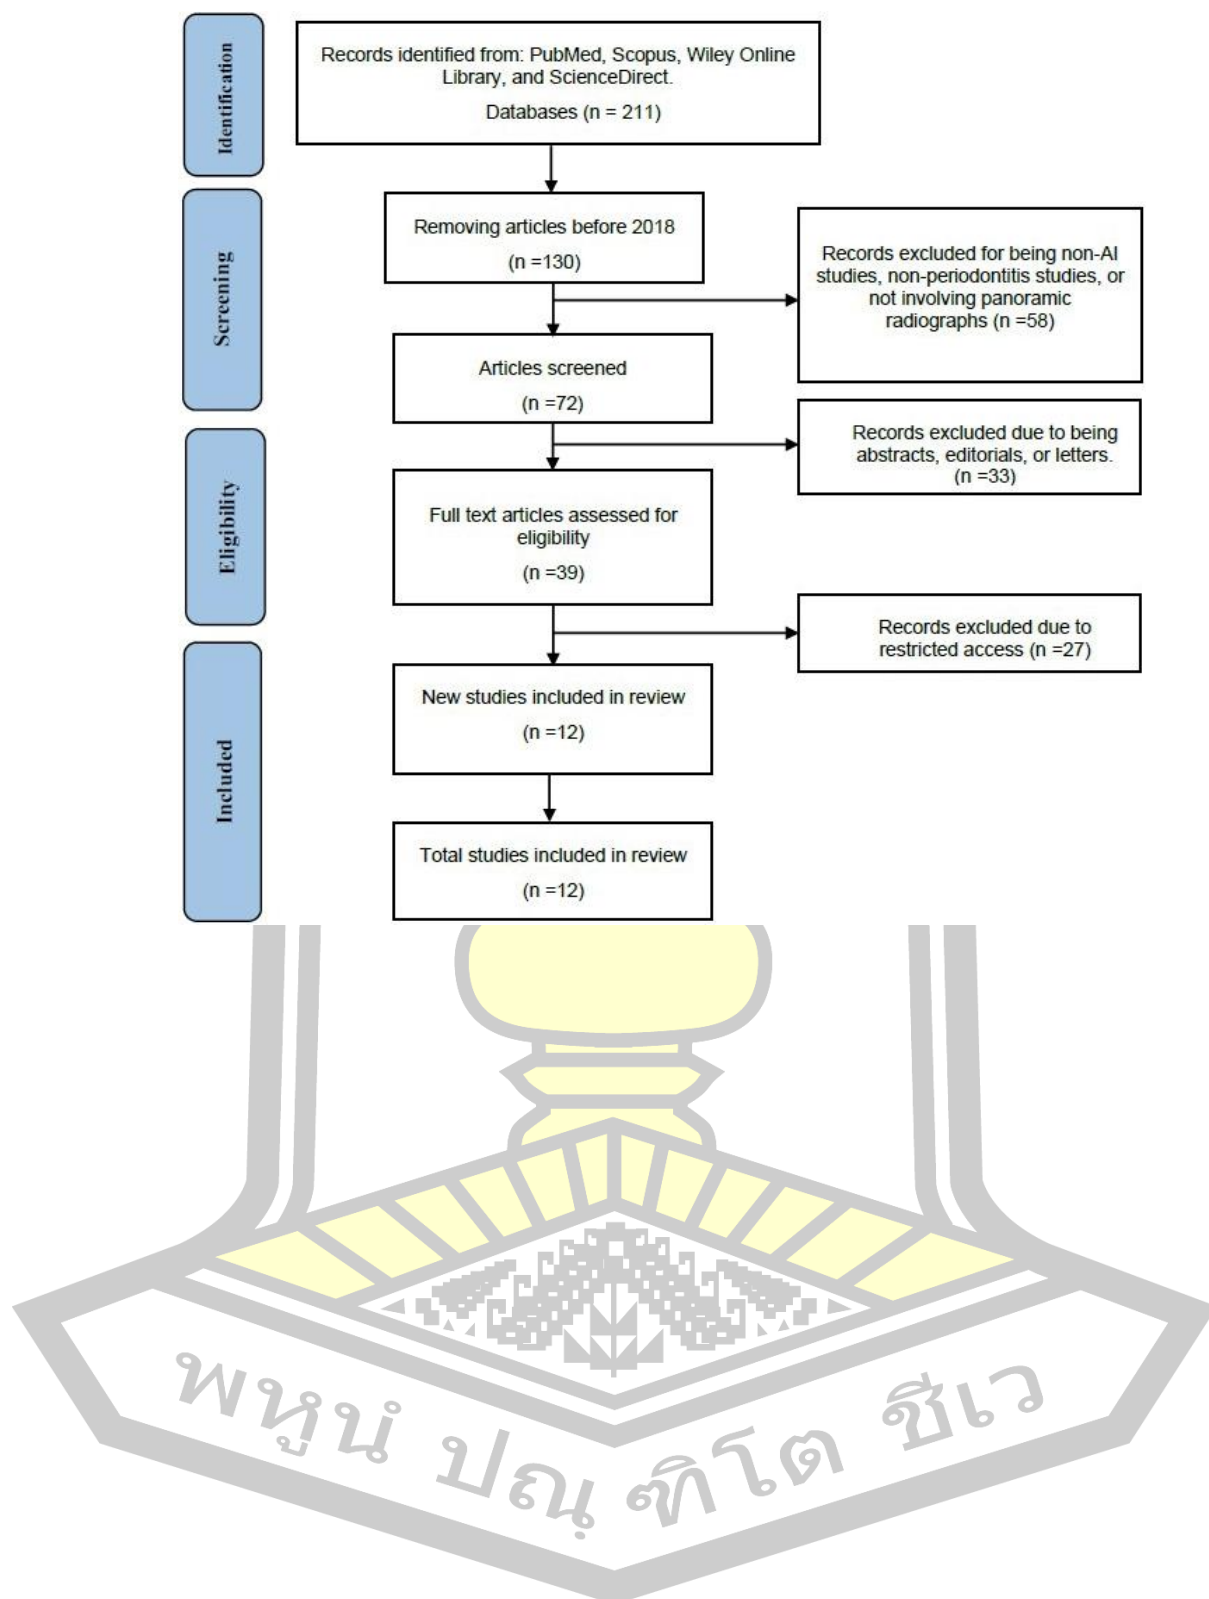 Identification
Records identified from: PubMed, Scopus, Wiley Online
Library, and ScienceDirect.
Databases (n = 211)
Screening
Removing articles before 2018
(n =130)
Records excluded for being non-AI
studies, non-periodontitis studies, or
not involving panoramic
radiographs (n =58)
Articles screened
(n =72)
Records excluded due to being
abstracts, editorials, or letters.
(n =33)
Eligibility
Full text articles assessed for
eligibility
(n =39)
Records excluded due to
restricted access (n =27)
Included
New studies included in review
(n =12)
Total studies included in review
(n =12)
พหูนํ ปณฺฑิโต ชีเว